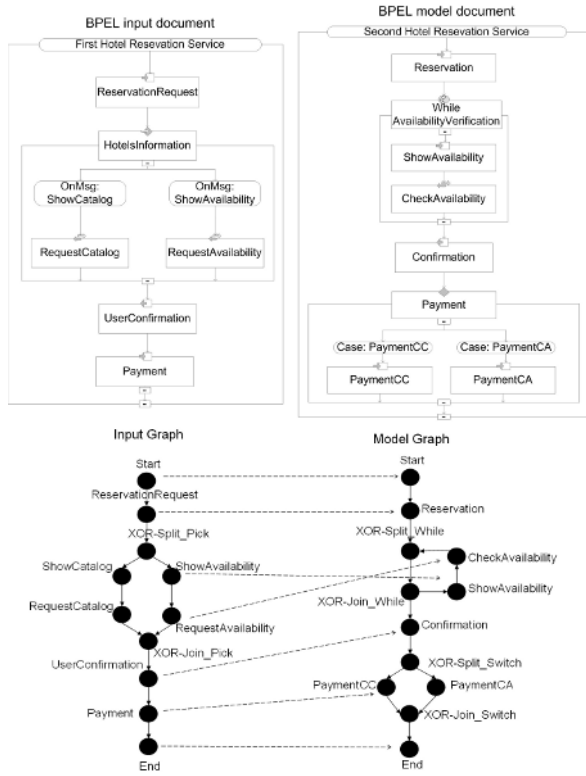 BPEL input document
First Hotel Resevation Service
ReservationRequest
HotelsInformation
OnMsg:
ShowCatalog
OnMsg:
ShowAvailability
RequestCatalog
RequestAvailability
UserConfirmation
Payment
BPEL model document
Second Hotel Resevation Service
Reservation
While
AvailabilityVerification
ShowAvailability
CheckAvailability
Confirmation
Payment
Case: PaymentCC
Case: PaymentCA
PaymentCC
PaymentCA
Input Graph
Start
ReservationRequest
XOR-Split_Pick
ShowCatalog
ShowAvailability
RequestCatalog
RequestAvailability
XOR-Join_Pick
UserConfirmation
Payment
End
Model Graph
Start
Reservation
XOR-Split_While
CheckAvailability
ShowAvailability
XOR-Join_While
Confirmation
XOR-Split_Switch
PaymentCC
PaymentCA
XOR-Join_Switch
End